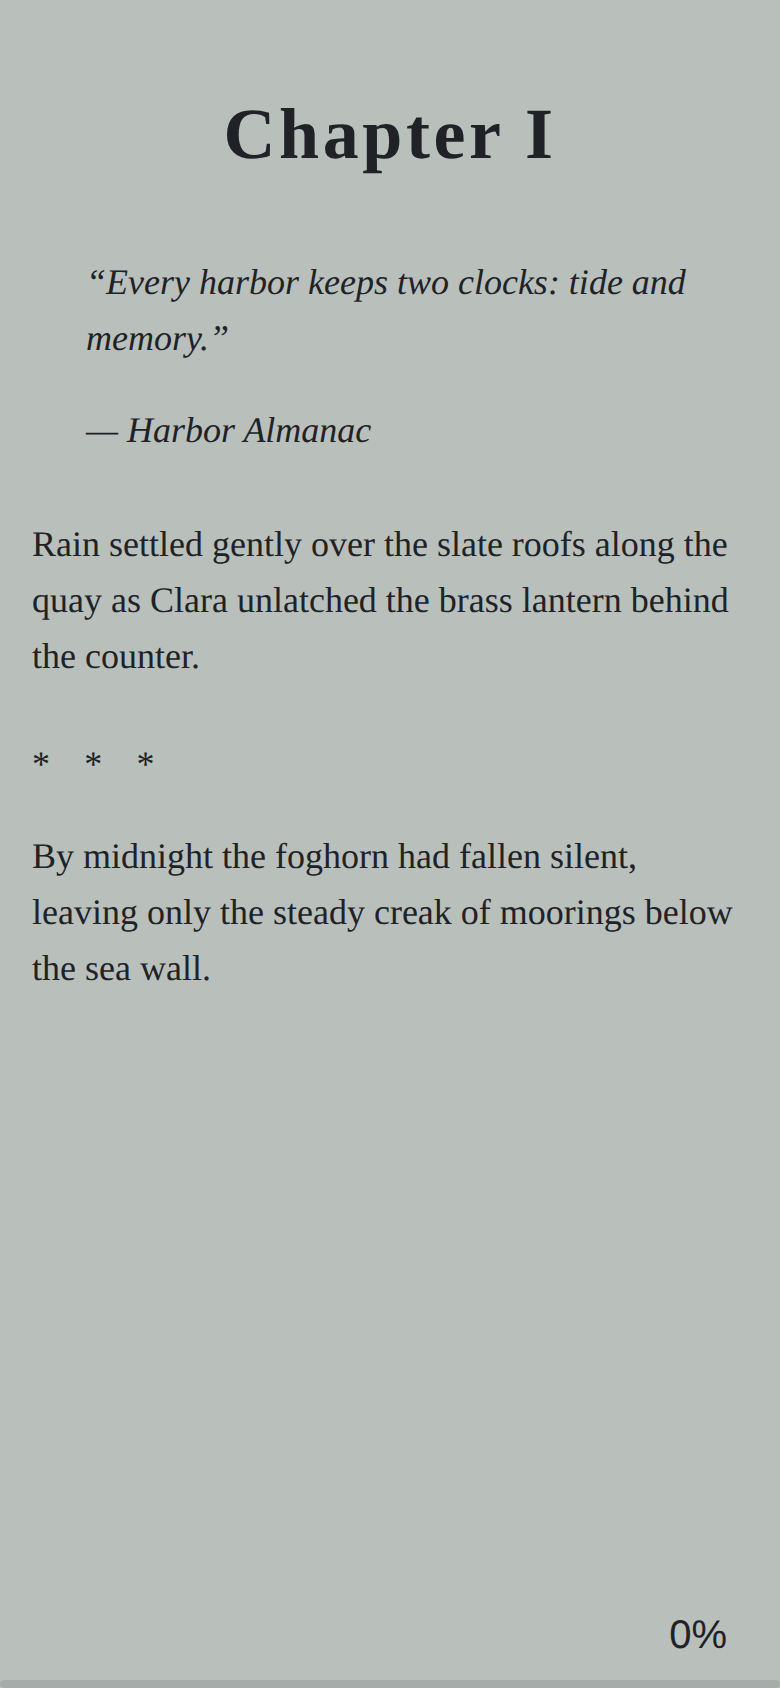 Chapter I
“Every harbor keeps two clocks: tide and
memory.”
— Harbor Almanac
Rain settled gently over the slate roofs along the
quay as Clara unlatched the brass lantern behind
the counter.
* * *
By midnight the foghorn had fallen silent,
leaving only the steady creak of moorings below
the sea wall.
0%